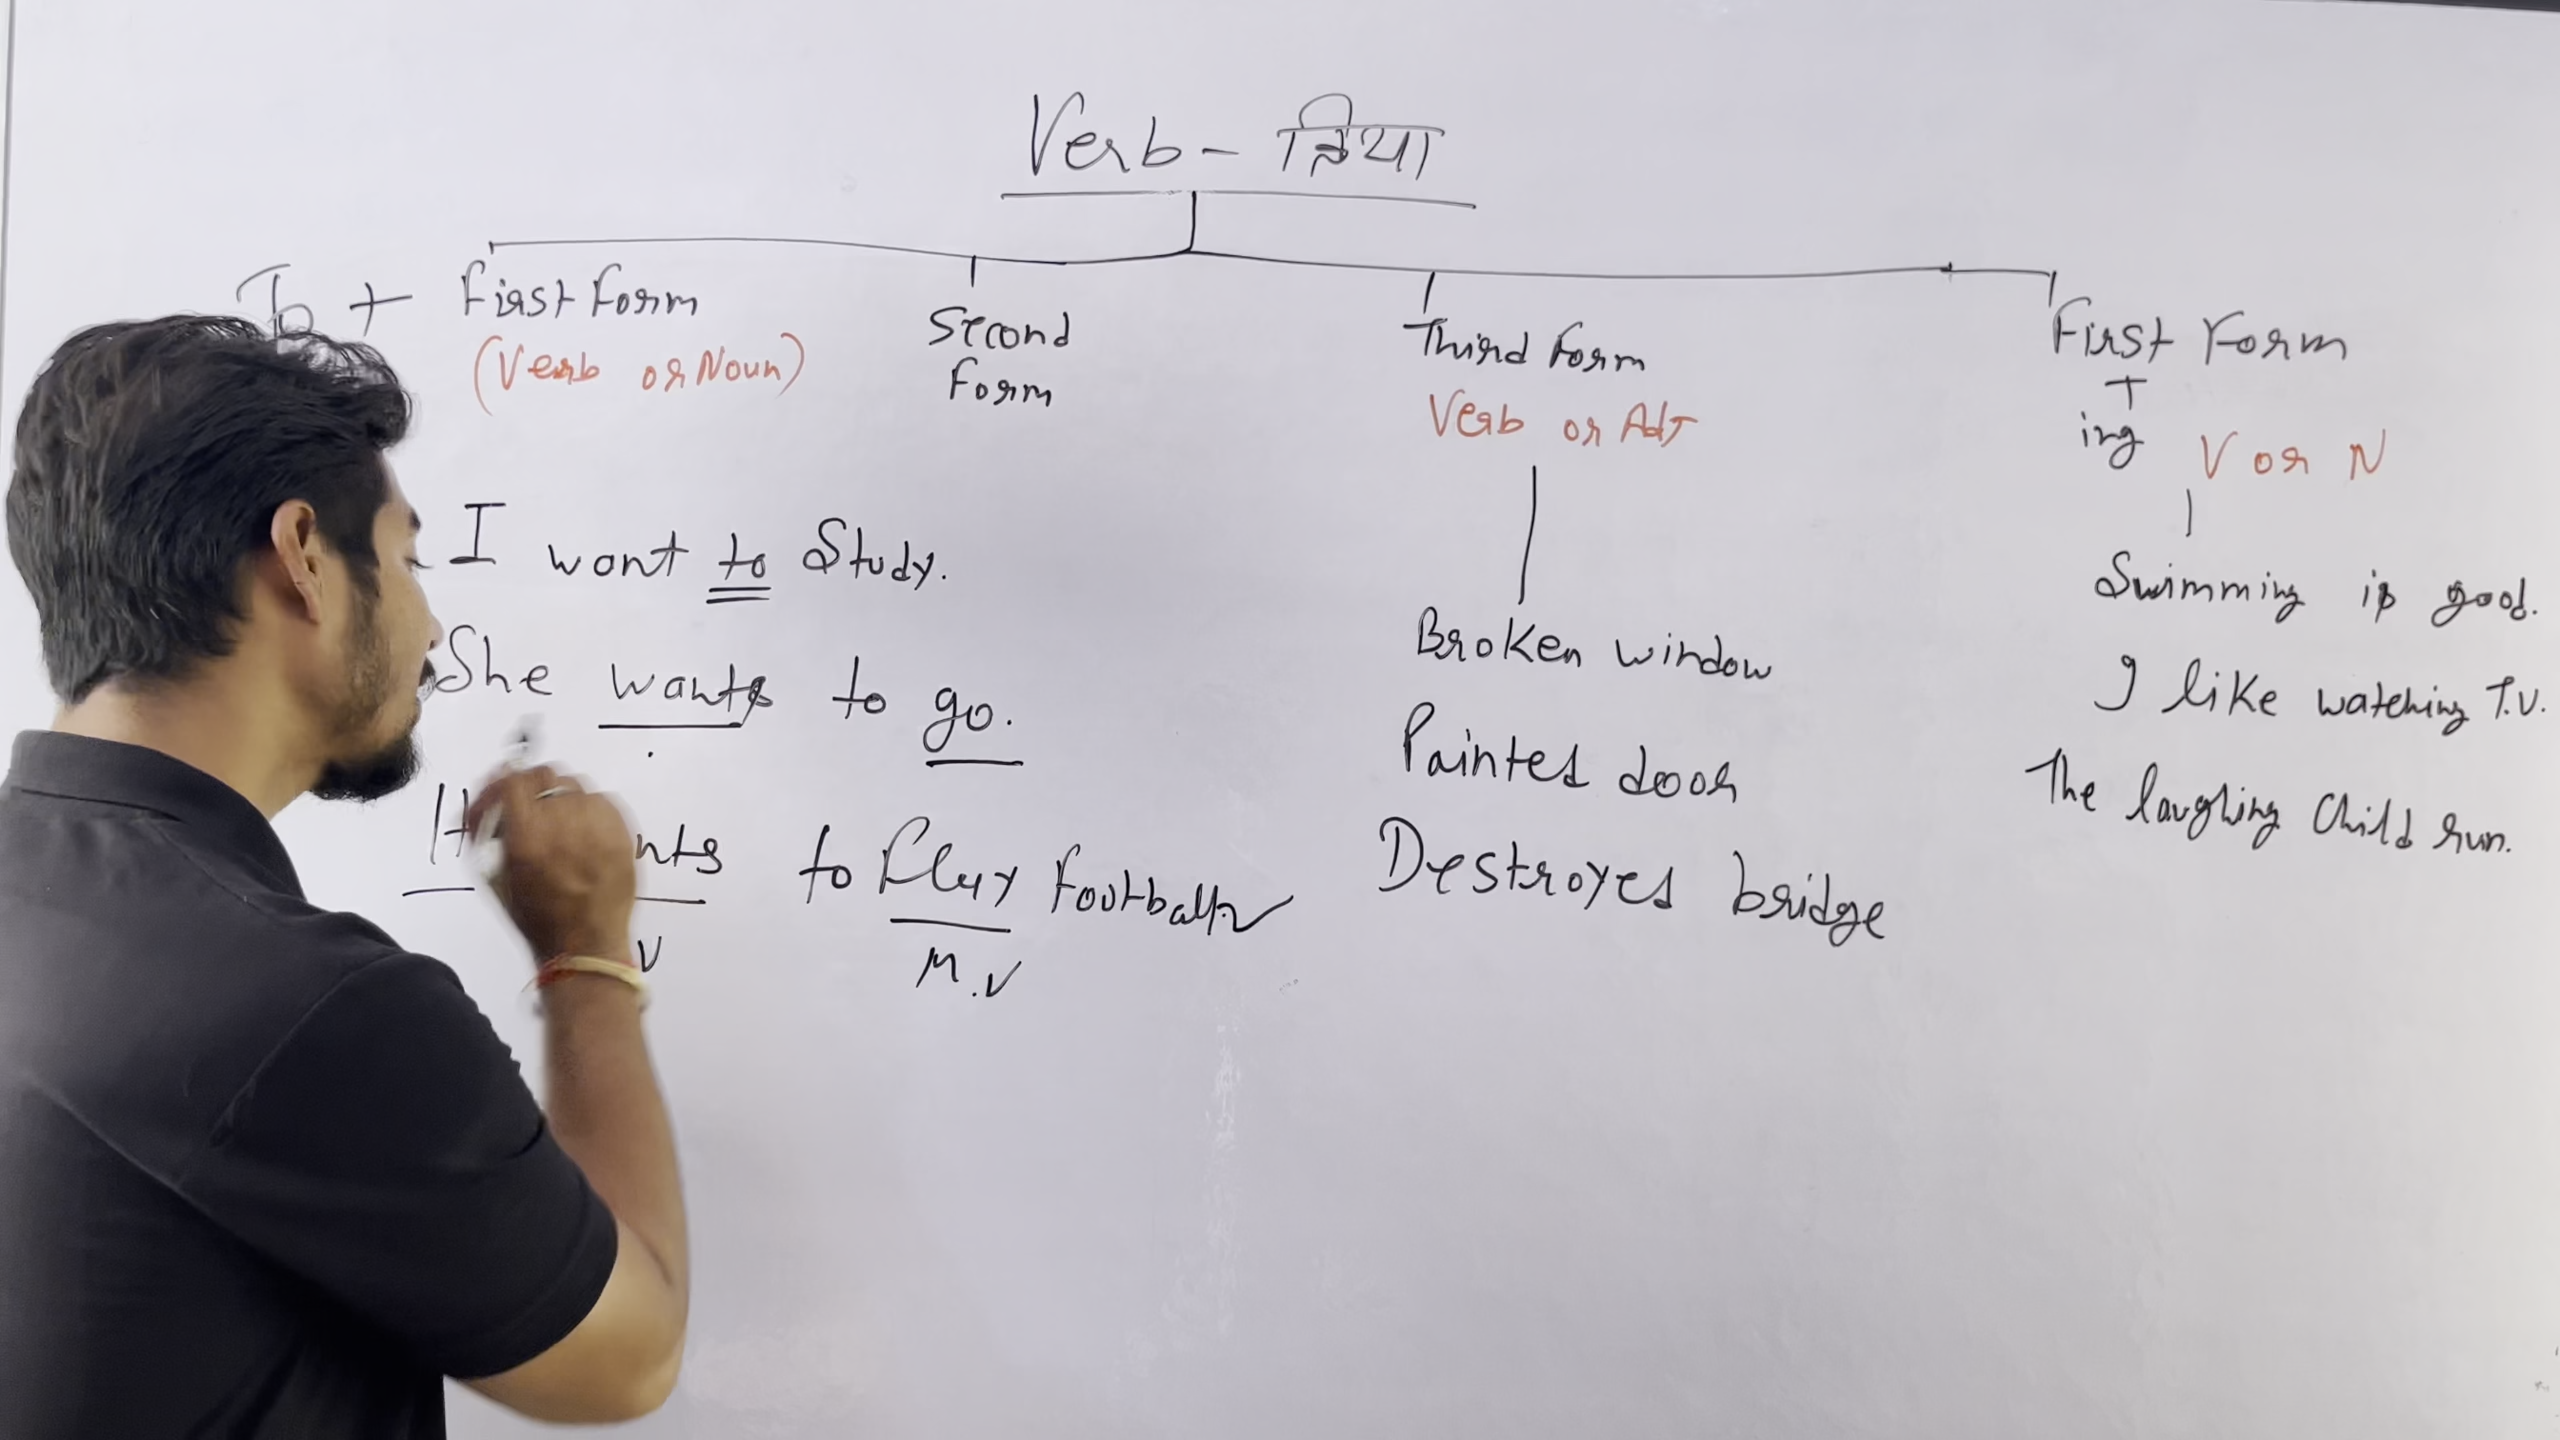 Verb - क्रिया
To + First Form
(Verb or Noun)
Second
Form
Third Form
Verb or Adj
First Form
+
ing V or N
I want to Study.
She wants to go.
to Play Football
V
M.V
Broken window
Painted door
Destroyed bridge
Swimming is good.
I like watching T.V.
The laughing Child run.